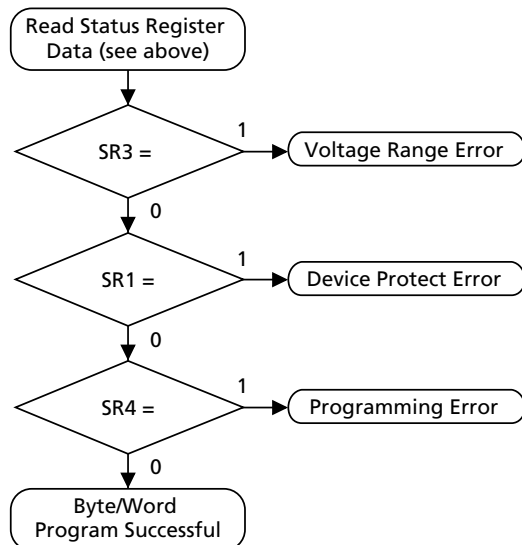 Read Status Register
Data (see above)
1
SR3 =
Voltage Range Error
0
1
SR1 =
Device Protect Error
0
1
SR4 =
Programming Error
0
Byte/Word
Program Successful